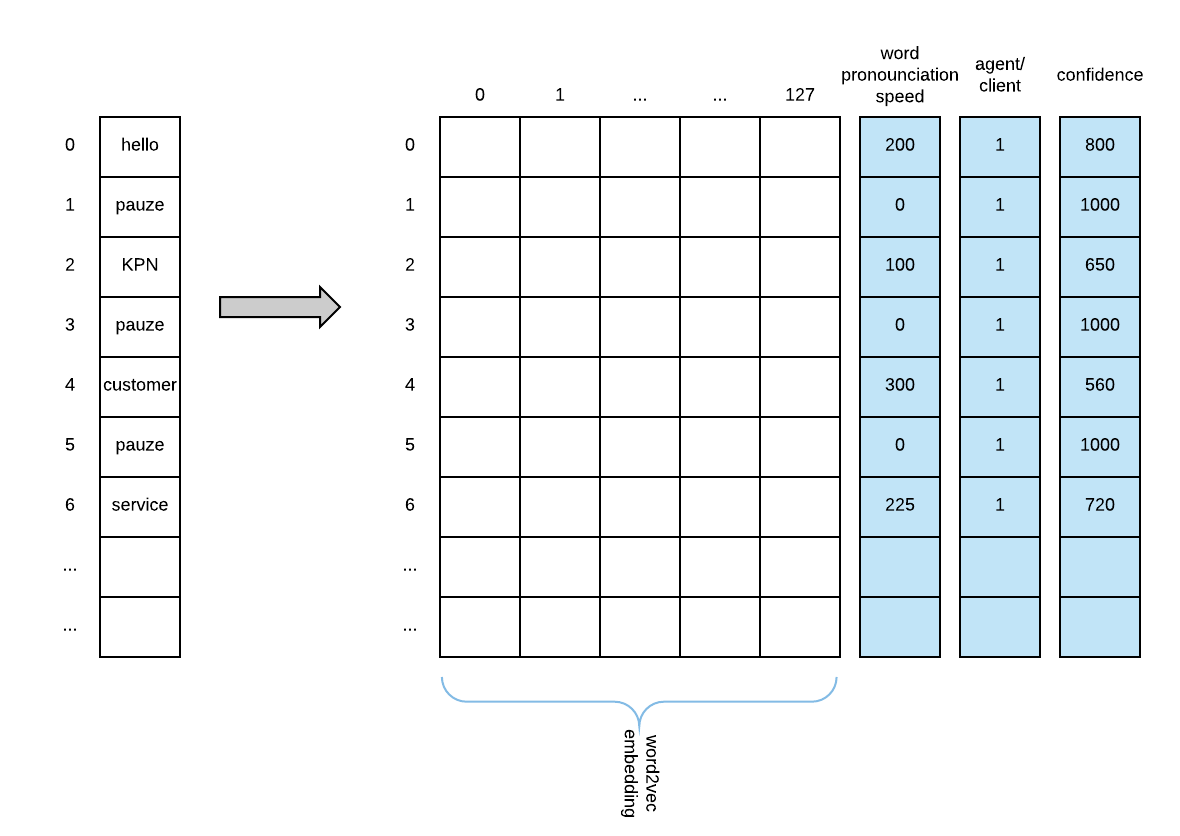 word
pronounciation
speed
agent/
client
confidence
0 1 ... ... 127
0 hello 0 200 1 800
1 pauze 1 0 1 1000
2 KPN 2 100 1 650
3 pauze 3 0 1 1000
4 customer 4 300 1 560
5 pauze 5 0 1 1000
6 service 6 225 1 720
... ...
... ...
word2vec
embedding